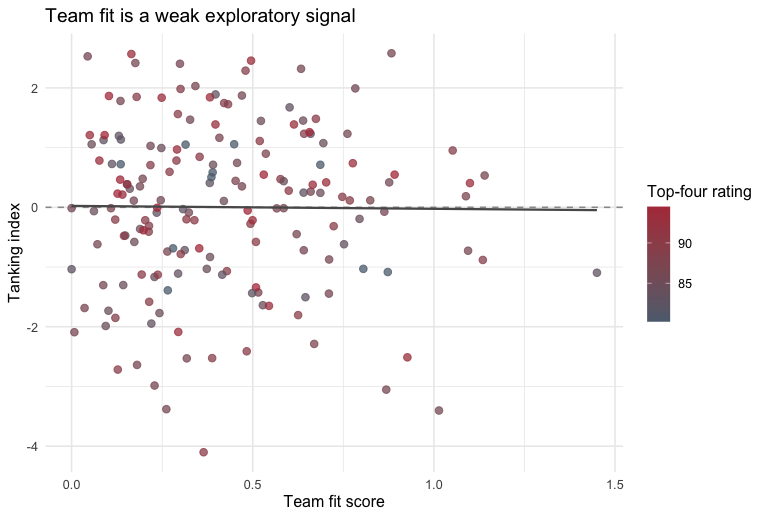 Team fit is a weak exploratory signal
Tanking index
2
0
-2
-4
0.0
0.5
1.0
1.5
Team fit score
Top-four rating
90
85